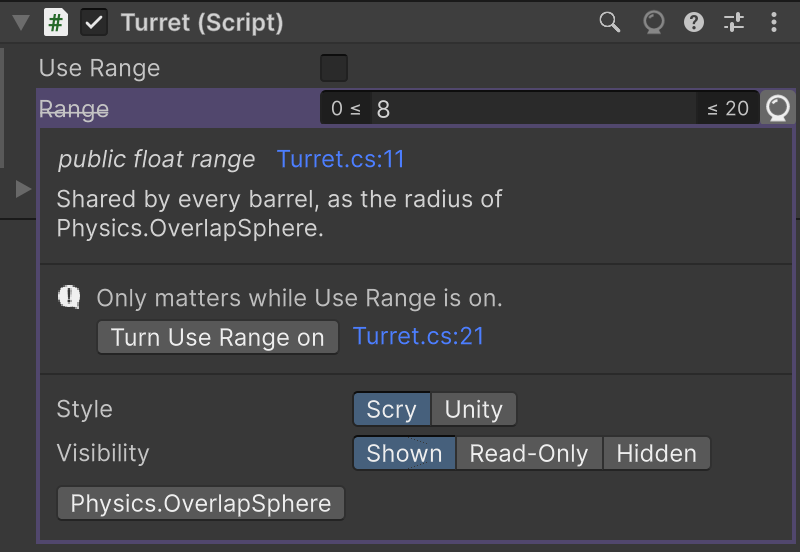 # Turret (Script)
Use Range
Range 0 ≤ 8 ≤ 20
public float range Turret.cs:11
Shared by every barrel, as the radius of
Physics.OverlapSphere.
Only matters while Use Range is on.
Turn Use Range on Turret.cs:21
Style Scry Unity
Visibility Shown Read-Only Hidden
Physics.OverlapSphere